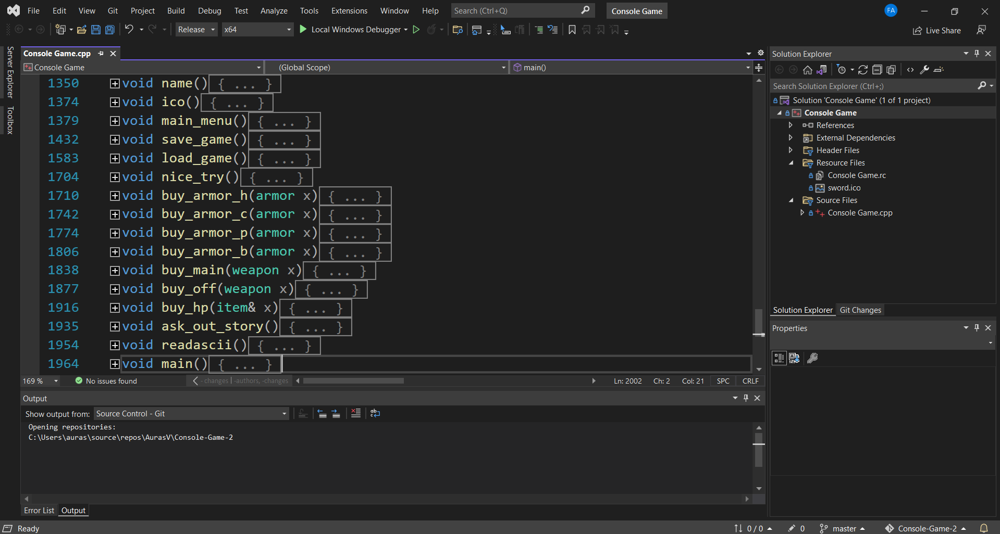 File Edit View Git Project Build Debug Test Analyze Tools Extensions Window Help Search (Ctrl+Q) Console Game FA
Release x64 Local Windows Debugger Live Share
Server Explorer
Toolbox
Console Game.cpp
Console Game (Global Scope) main()
1350 void name() { ... }
1374 void ico() { ... }
1379 void main_menu() { ... }
1432 void save_game() { ... }
1583 void load_game() { ... }
1704 void nice_try() { ... }
1710 void buy_armor_h(armor x) { ... }
1742 void buy_armor_c(armor x) { ... }
1774 void buy_armor_p(armor x) { ... }
1806 void buy_armor_b(armor x) { ... }
1838 void buy_main(weapon x) { ... }
1877 void buy_off(weapon x) { ... }
1916 void buy_hp(item& x) { ... }
1935 void ask_out_story() { ... }
1954 void readascii() { ... }
1964 void main() { ... }
169 % No issues found - changes | -authors, -changes Ln: 2002 Ch: 2 Col: 21 SPC CRLF
Output
Show output from: Source Control - Git
Opening repositories:
C:\Users\auras\source\repos\AurasV\Console-Game-2
Error List Output
Solution Explorer
Search Solution Explorer (Ctrl+;)
Solution 'Console Game' (1 of 1 project)
Console Game
References
External Dependencies
Header Files
Resource Files
Console Game.rc
sword.ico
Source Files
Console Game.cpp
Solution Explorer Git Changes
Properties
Ready 0 / 0 0 master Console-Game-2